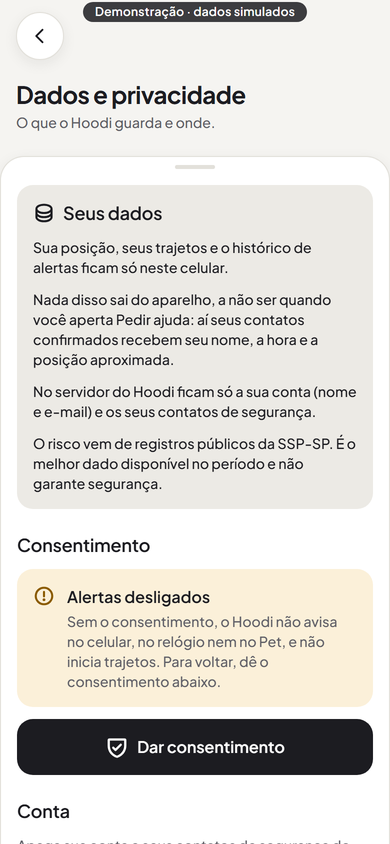 Demonstração · dados simulados
Dados e privacidade
O que o Hoodi guarda e onde.
Seus dados
Sua posição, seus trajetos e o histórico de
alertas ficam só neste celular.
Nada disso sai do aparelho, a não ser quando
você aperta Pedir ajuda: aí seus contatos
confirmados recebem seu nome, a hora e a
posição aproximada.
No servidor do Hoodi ficam só a sua conta (nome
e e-mail) e os seus contatos de segurança.
O risco vem de registros públicos da SSP-SP. É o
melhor dado disponível no período e não
garante segurança.
Consentimento
Alertas desligados
Sem o consentimento, o Hoodi não avisa
no celular, no relógio nem no Pet, e não
inicia trajetos. Para voltar, dê o
consentimento abaixo.
Dar consentimento
Conta